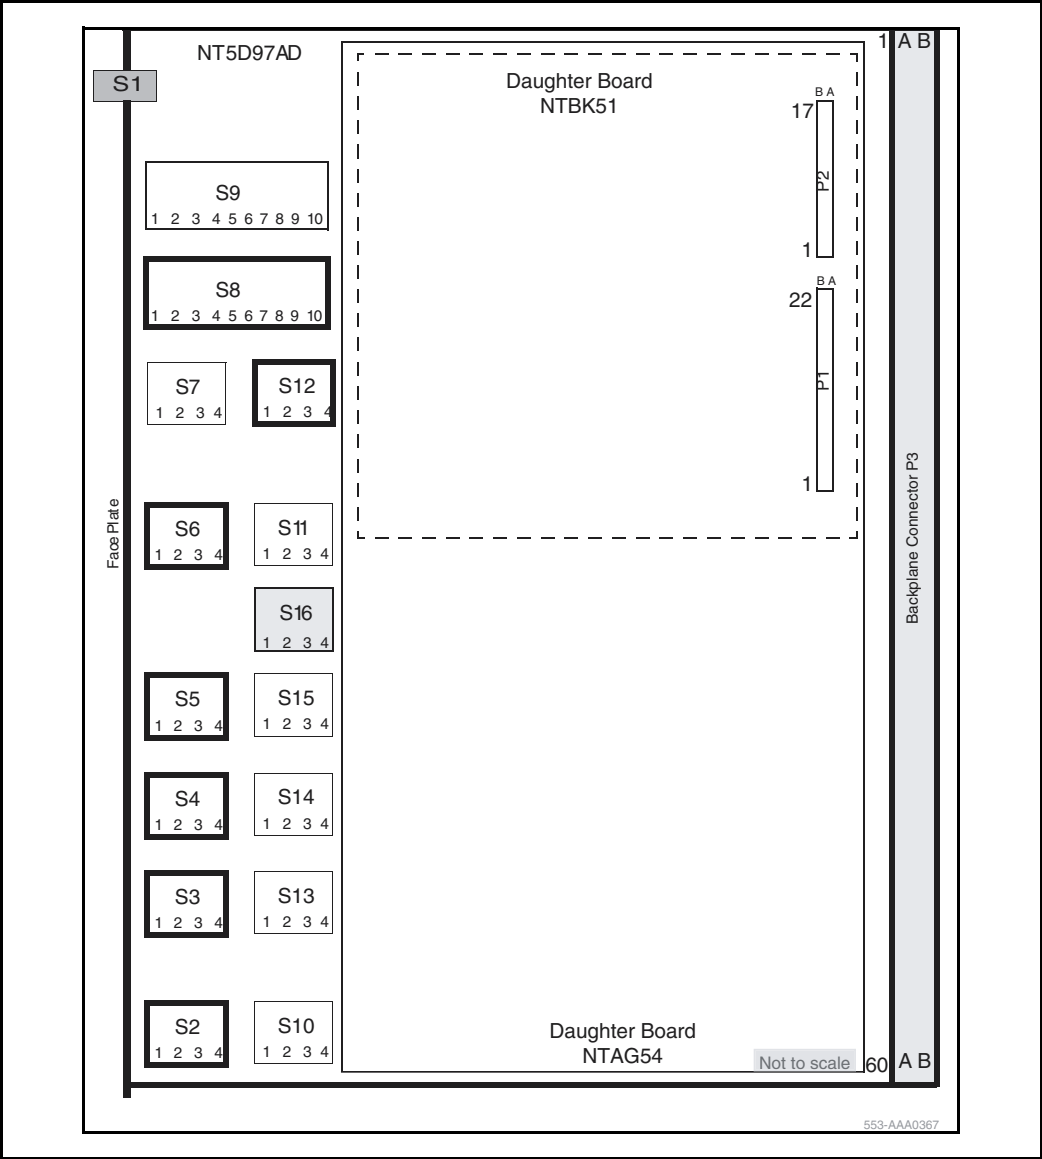 NT5D97AD
1
A B
S1
Daughter Board
NTBK51
B A
17
P2
1
B A
22
P1
1
S9
1 2 3 4 5 6 7 8 9 10
S8
1 2 3 4 5 6 7 8 9 10
S7
1 2 3 4
S12
1 2 3 4
Face Plate
Backplane Connector P3
S6
1 2 3 4
S11
1 2 3 4
S16
1 2 3 4
S5
1 2 3 4
S15
1 2 3 4
S4
1 2 3 4
S14
1 2 3 4
S3
1 2 3 4
S13
1 2 3 4
S2
1 2 3 4
S10
1 2 3 4
Daughter Board
NTAG54
Not to scale
60
A B
553-AAA0367